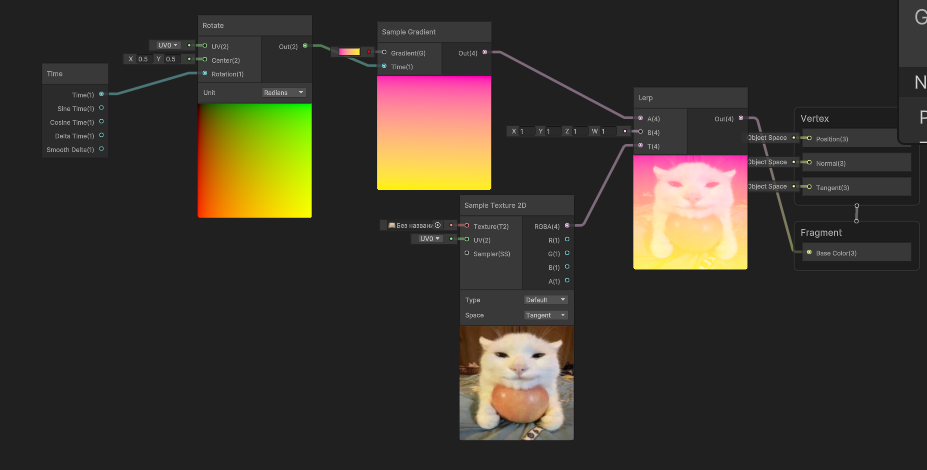 Time
Time(1)
Sine Time(1)
Cosine Time(1)
Delta Time(1)
Smooth Delta(1)
Rotate
UV0
UV(2)
Out(2)
X 0.5 Y 0.5
Center(2)
Rotation(1)
Unit
Radians
Sample Gradient
Gradient(G)
Out(4)
Time(1)
Sample Texture 2D
Без названи
Texture(T2)
RGBA(4)
UV0
UV(2)
R(1)
Sampler(SS)
G(1)
B(1)
A(1)
Type
Default
Space
Tangent
Lerp
A(4)
Out(4)
X 1 Y 1 Z 1 W 1
B(4)
T(4)
Vertex
Object Space
Position(3)
Object Space
Normal(3)
Object Space
Tangent(3)
Fragment
Base Color(3)
G
N